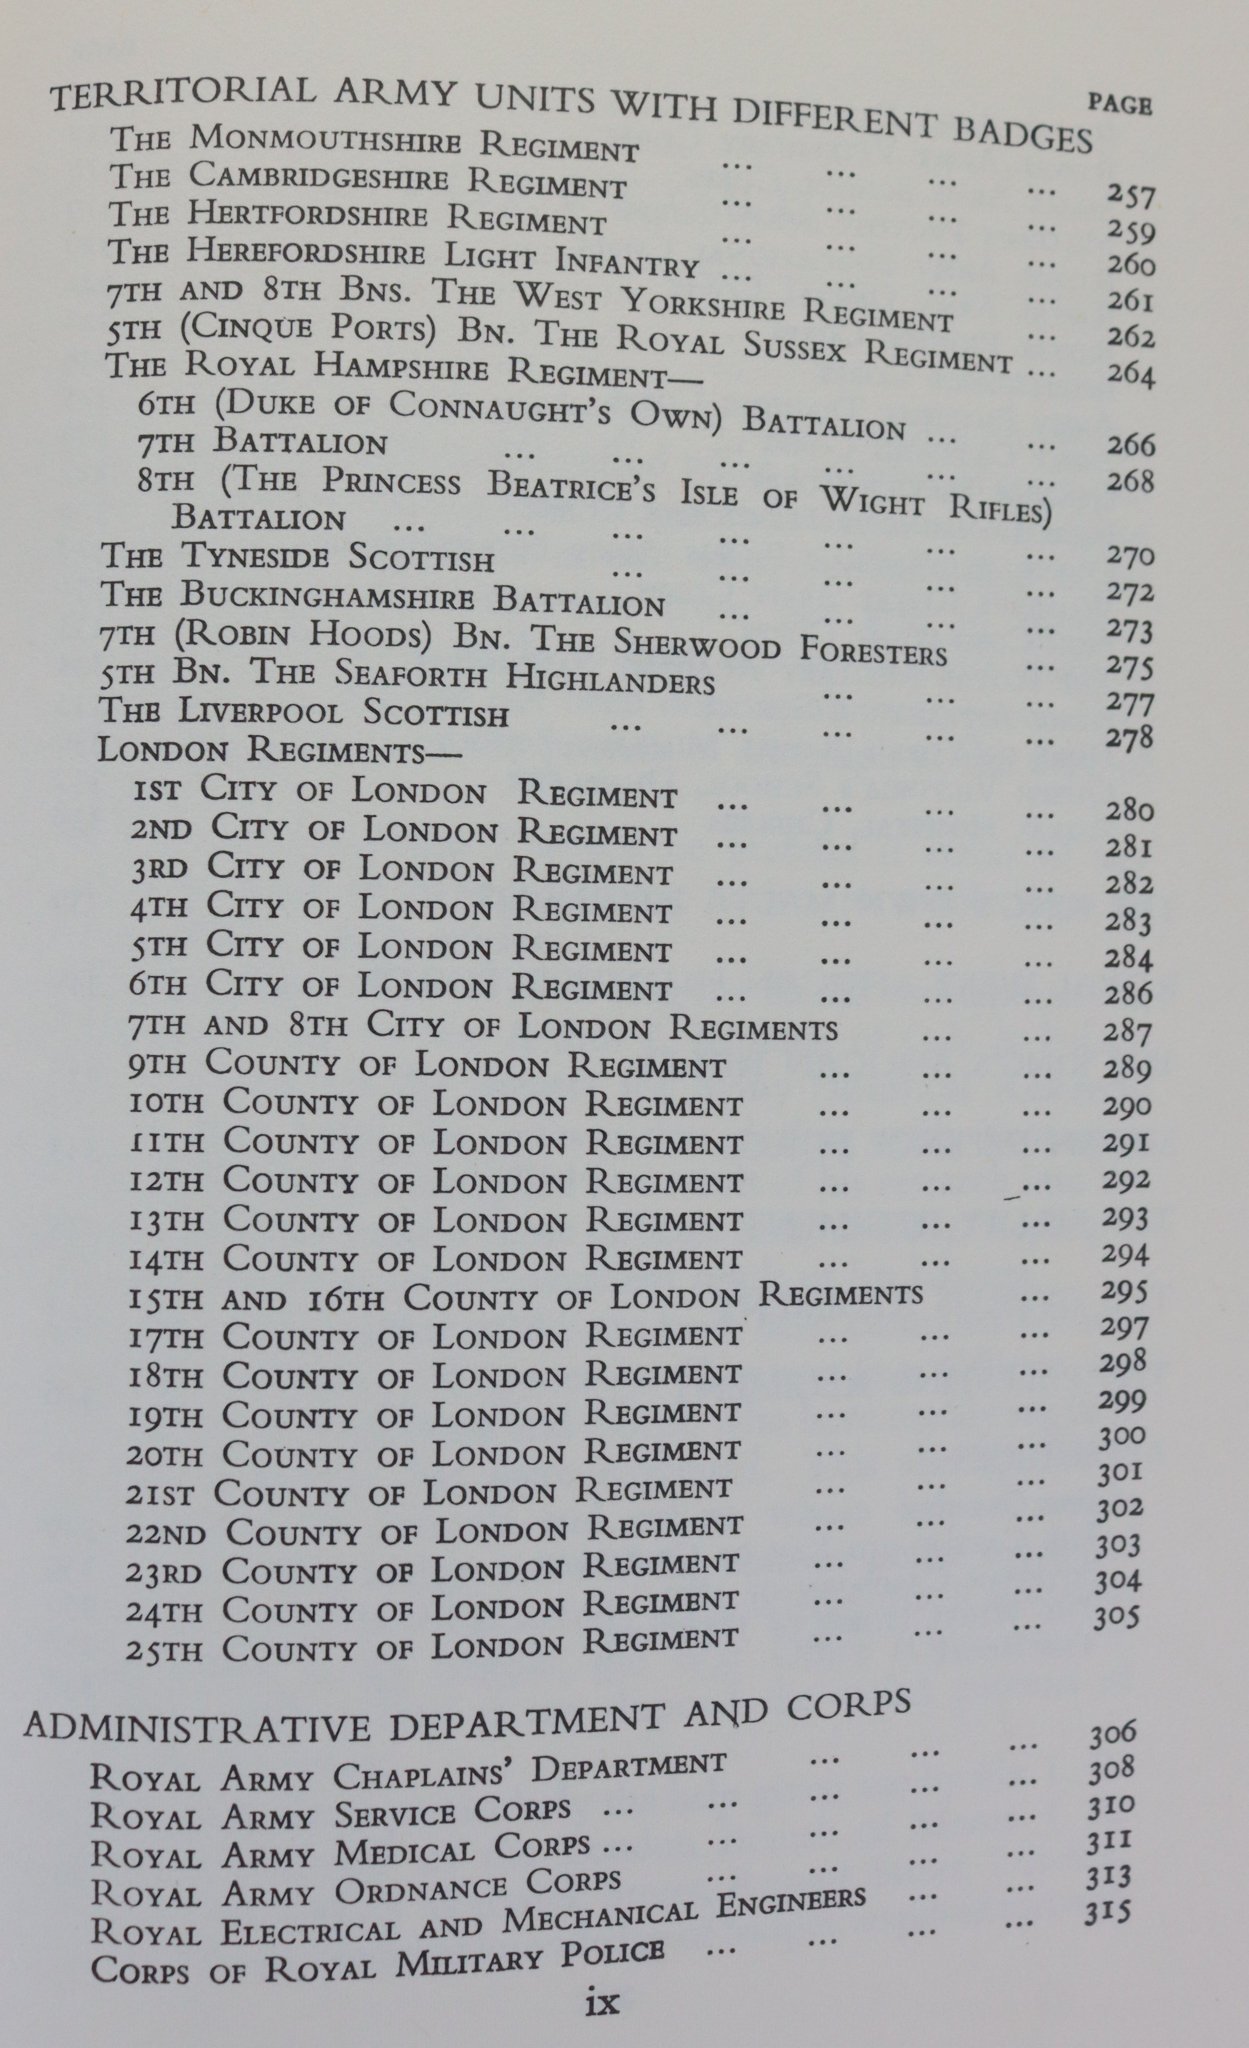 PAGE
TERRITORIAL ARMY UNITS WITH DIFFERENT BADGES
The Monmouthshire Regiment ... ... ... ... 257
The Cambridgeshire Regiment ... ... ... ... 259
The Hertfordshire Regiment ... ... ... ... 260
The Herefordshire Light Infantry ... ... ... ... 261
7th and 8th Bns. The West Yorkshire Regiment ... 262
5th (Cinque Ports) Bn. The Royal Sussex Regiment ... 264
The Royal Hampshire Regiment—
6th (Duke of Connaught's Own) Battalion ... ... 266
7th Battalion ... ... ... ... ... ... 268
8th (The Princess Beatrice's Isle of Wight Rifles)
Battalion ... ... ... ... ... ... ... 270
The Tyneside Scottish ... ... ... ... ... 272
The Buckinghamshire Battalion ... ... ... ... 273
7th (Robin Hoods) Bn. The Sherwood Foresters ... 275
5th Bn. The Seaforth Highlanders ... ... ... 277
The Liverpool Scottish ... ... ... ... ... 278
London Regiments—
1st City of London Regiment ... ... ... ... 280
2nd City of London Regiment ... ... ... ... 281
3rd City of London Regiment ... ... ... ... 282
4th City of London Regiment ... ... ... ... 283
5th City of London Regiment ... ... ... ... 284
6th City of London Regiment ... ... ... ... 286
7th and 8th City of London Regiments ... ... 287
9th County of London Regiment ... ... ... 289
10th County of London Regiment ... ... ... 290
11th County of London Regiment ... ... ... 291
12th County of London Regiment ... ... ... 292
13th County of London Regiment ... ... ... 293
14th County of London Regiment ... ... ... 294
15th and 16th County of London Regiments ... 295
17th County of London Regiment ... ... ... 297
18th County of London Regiment ... ... ... 298
19th County of London Regiment ... ... ... 299
20th County of London Regiment ... ... ... 300
21st County of London Regiment ... ... ... 301
22nd County of London Regiment ... ... ... 302
23rd County of London Regiment ... ... ... 303
24th County of London Regiment ... ... ... 304
25th County of London Regiment ... ... ... 305
ADMINISTRATIVE DEPARTMENT AND CORPS
Royal Army Chaplains' Department ... ... ... 306
Royal Army Service Corps ... ... ... ... ... 308
Royal Army Medical Corps ... ... ... ... ... 310
Royal Army Ordnance Corps ... ... ... ... 311
Royal Electrical and Mechanical Engineers ... ... 313
Corps of Royal Military Police ... ... ... ... 315
ix